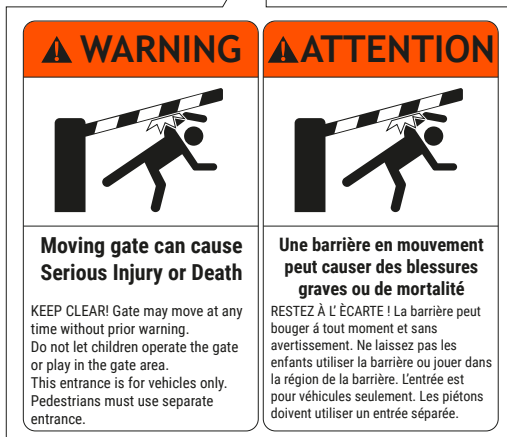 WARNING
Moving gate can cause
Serious Injury or Death
KEEP CLEAR! Gate may move at any
time without prior warning.
Do not let children operate the gate
or play in the gate area.
This entrance is for vehicles only.
Pedestrians must use separate
entrance.
ATTENTION
Une barrière en mouvement
peut causer des blessures
graves ou de mortalité
RESTEZ À L' ÈCARTE ! La barrière peut
bouger á tout moment et sans
avertissement. Ne laissez pas les
enfants utiliser la barrière ou jouer dans
la région de la barrière. L'entrée est
pour véhicules seulement. Les piétons
doivent utiliser un entrée séparée.